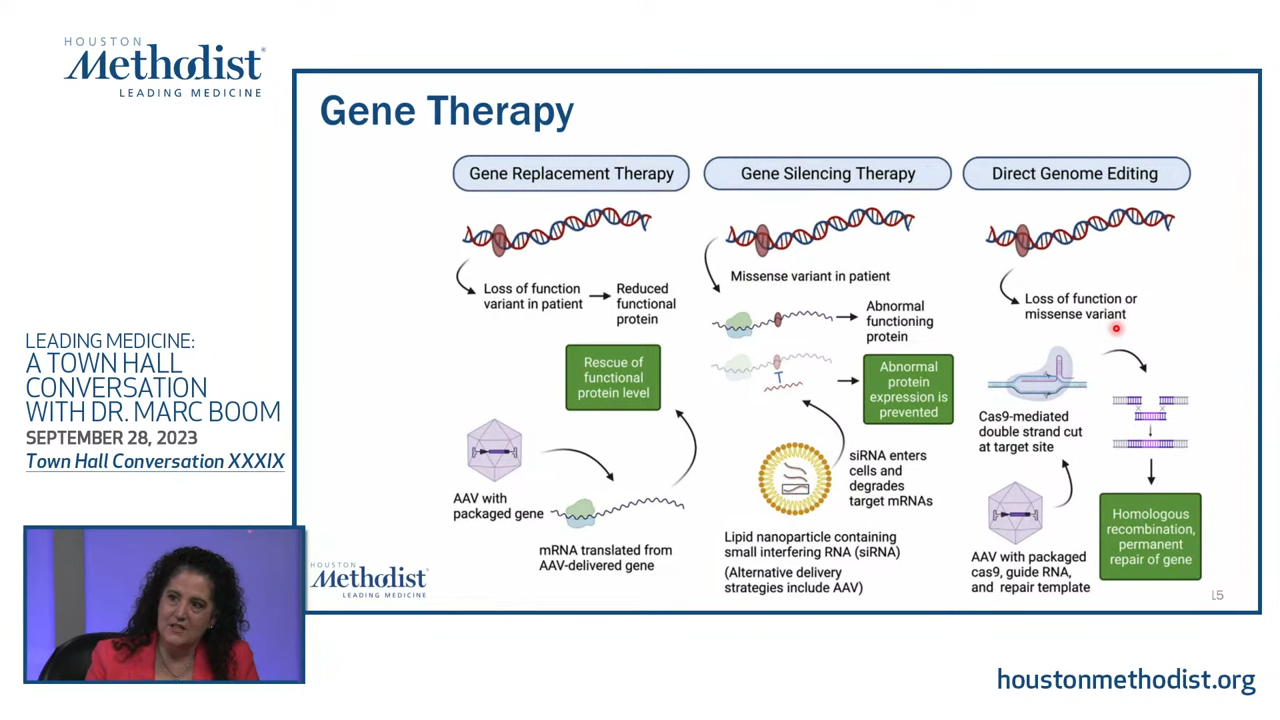 HOUSTON
Methodist
LEADING MEDICINE
LEADING MEDICINE:
A TOWN HALL
CONVERSATION
WITH DR. MARC BOOM
SEPTEMBER 28, 2023
Town Hall Conversation XXXIX
Gene Therapy
Gene Replacement Therapy
Loss of function
variant in patient
Reduced
functional
protein
Rescue of
functional
protein level
AAV with
packaged gene
mRNA translated from
AAV-delivered gene
Gene Silencing Therapy
Missense variant in patient
Abnormal
functioning
protein
Abnormal
protein
expression is
prevented
siRNA enters
cells and
degrades
target mRNAs
Lipid nanoparticle containing
small interfering RNA (siRNA)
(Alternative delivery
strategies include AAV)
Direct Genome Editing
Loss of function or
missense variant
Cas9-mediated
double strand cut
at target site
AAV with packaged
cas9, guide RNA,
and repair template
Homologous
recombination,
permanent
repair of gene
HOUSTON
Methodist
LEADING MEDICINE
15
houstonmethodist.org